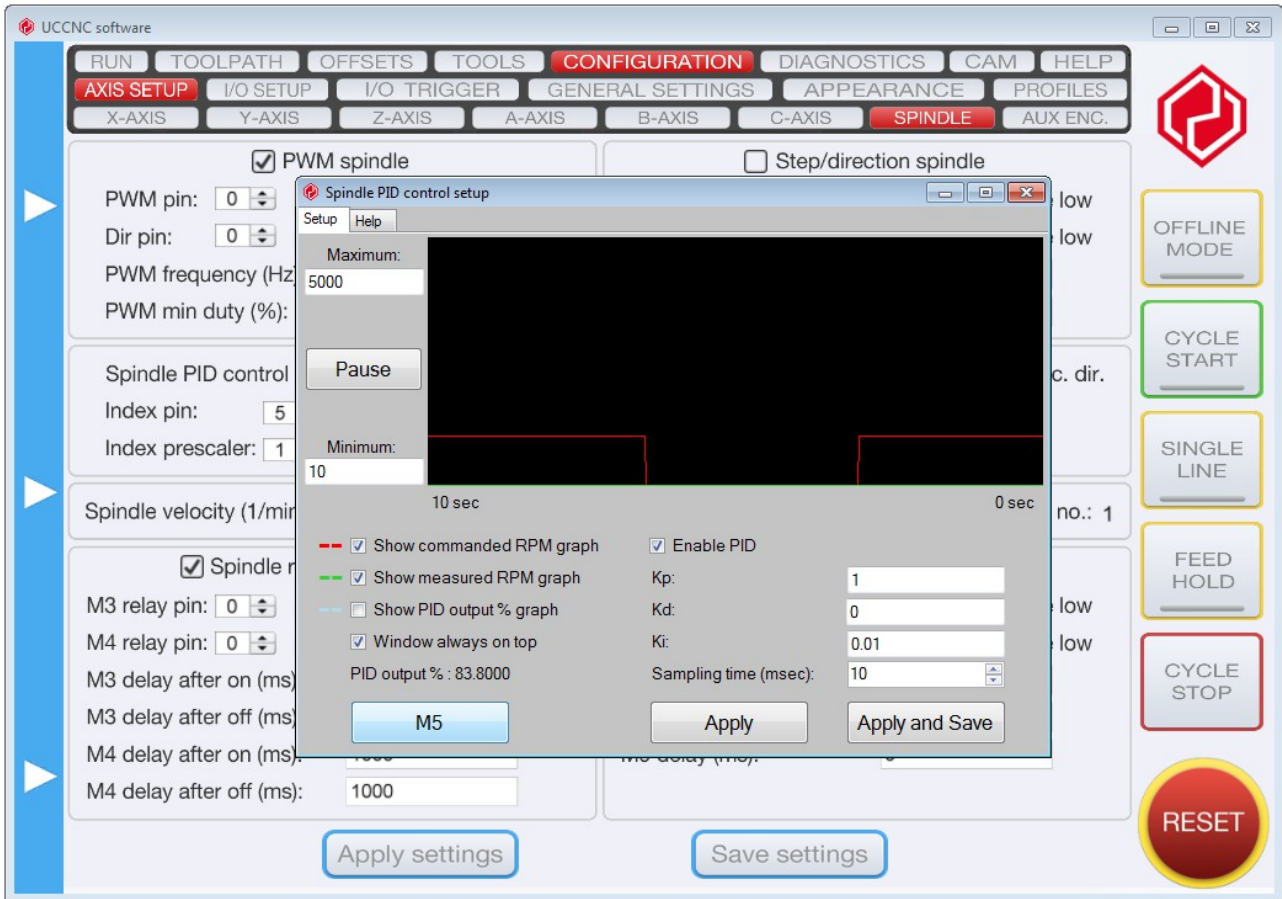 UCCNC software
RUN TOOLPATH OFFSETS TOOLS CONFIGURATION DIAGNOSTICS CAM HELP
AXIS SETUP I/O SETUP I/O TRIGGER GENERAL SETTINGS APPEARANCE PROFILES
X-AXIS Y-AXIS Z-AXIS A-AXIS B-AXIS C-AXIS SPINDLE AUX ENC.
PWM spindle
Step/direction spindle
PWM pin: 0
low
Dir pin: 0
low
PWM frequency (Hz)
PWM min duty (%):
Spindle PID control
c. dir.
Index pin: 5
Index prescaler: 1
Spindle velocity (1/min
no.: 1
Spindle r
M3 relay pin: 0
low
M4 relay pin: 0
low
M3 delay after on (ms)
M3 delay after off (ms)
M4 delay after on (ms):
M4 delay after off (ms): 1000
Apply settings
Save settings
Spindle PID control setup
Setup Help
Maximum:
5000
Pause
Minimum:
10
10 sec
0 sec
Show commanded RPM graph
Enable PID
Show measured RPM graph
Kp: 1
Show PID output % graph
Kd: 0
Window always on top
Ki: 0.01
PID output % : 83.8000
Sampling time (msec): 10
M5
Apply
Apply and Save
OFFLINE
MODE
CYCLE
START
SINGLE
LINE
FEED
HOLD
CYCLE
STOP
RESET